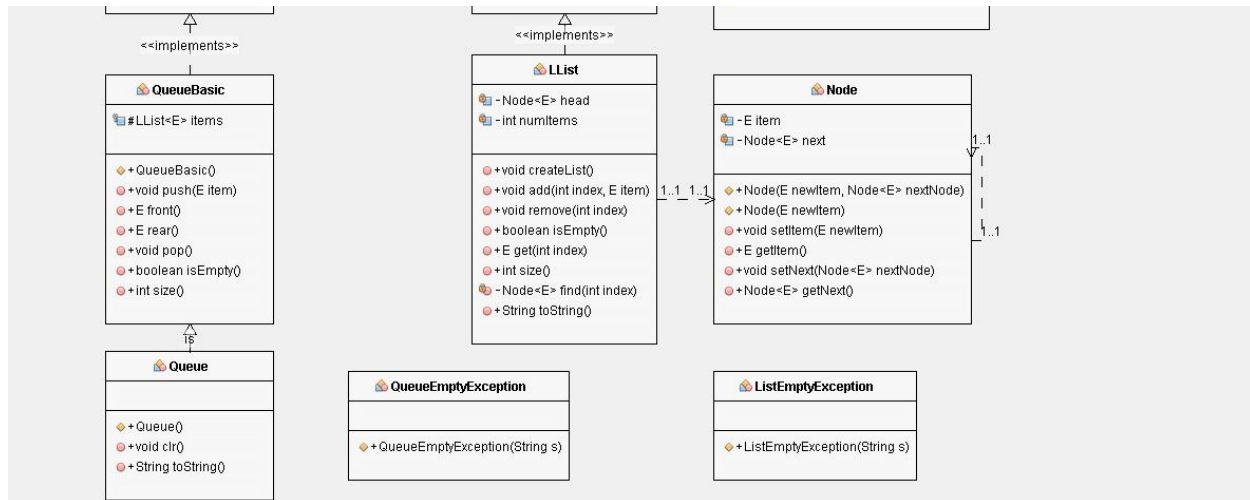 <<implements>>
<<implements>>
QueueBasic
#LList<E> items
+QueueBasic()
+void push(E item)
+E front()
+E rear()
+void pop()
+boolean isEmpty()
+int size()
LList
-Node<E> head
-int numItems
+void createList()
+void add(int index, E item)
+void remove(int index)
+boolean isEmpty()
+E get(int index)
+int size()
-Node<E> find(int index)
+String toString()
1..1 1..1
Node
-E item
-Node<E> next
+Node(E newItem, Node<E> nextNode)
+Node(E newItem)
+void setItem(E newItem)
+E getItem()
+void setNext(Node<E> nextNode)
+Node<E> getNext()
1..1
1..1
is
Queue
+Queue()
+void clr()
+String toString()
QueueEmptyException
+QueueEmptyException(String s)
ListEmptyException
+ListEmptyException(String s)